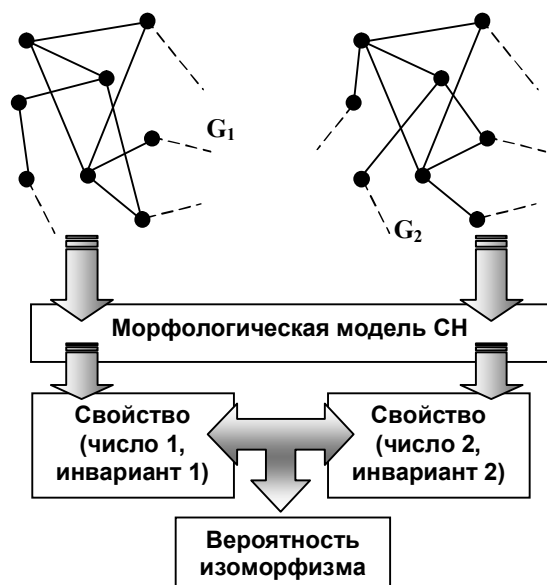 G₁
G₂
Морфологическая модель СН
Свойство
(число 1,
инвариант 1)
Свойство
(число 2,
инвариант 2)
Вероятность
изоморфизма